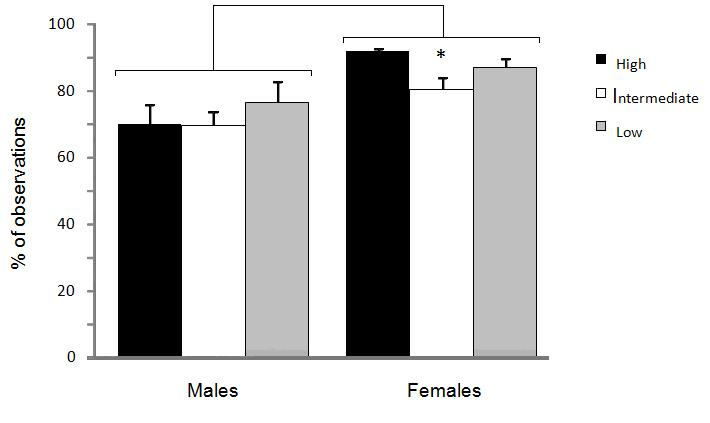 100
80
60
40
20
0
% of observations
*
Males Females
High
Intermediate
Low